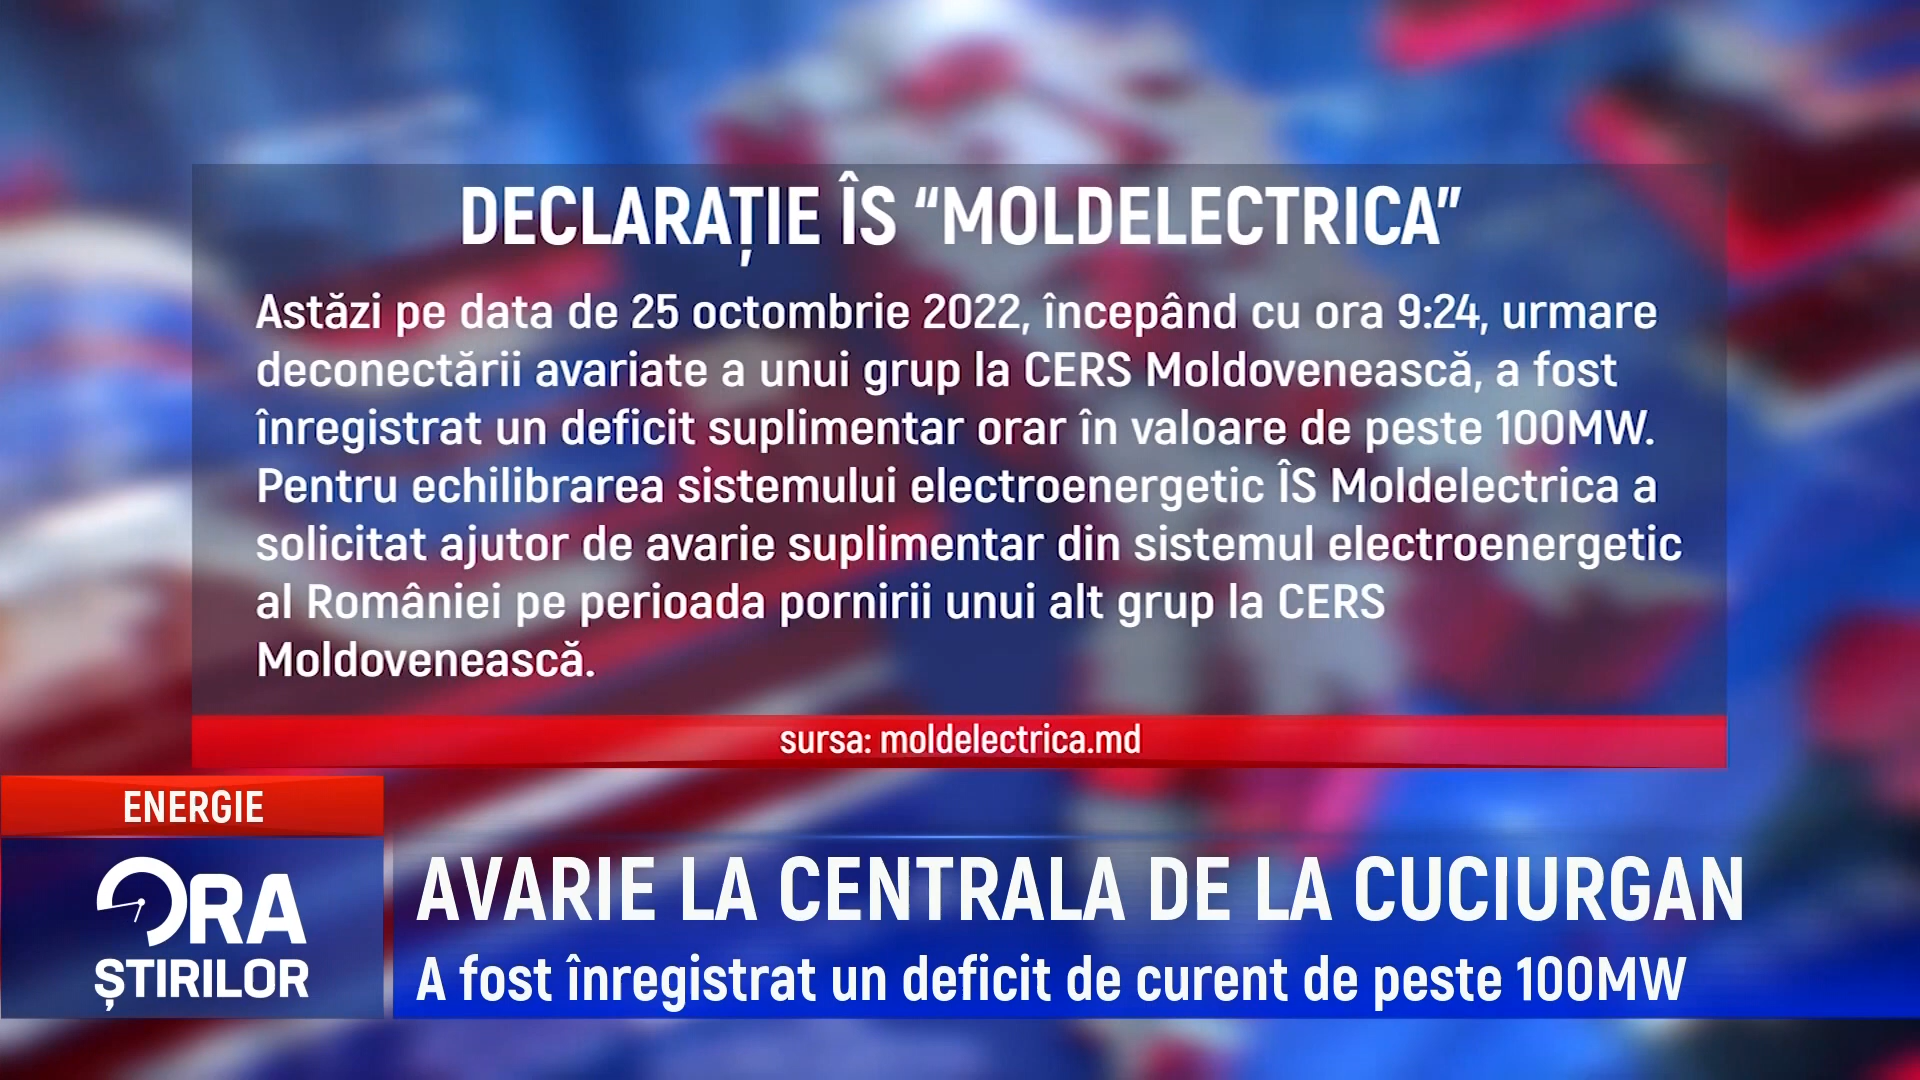 DECLARAȚIE ÎS “MOLDELECTRICA”
Astăzi pe data de 25 octombrie 2022, începând cu ora 9:24, urmare
deconectării avariate a unui grup la CERS Moldovenească, a fost
înregistrat un deficit suplimentar orar în valoare de peste 100MW.
Pentru echilibrarea sistemului electroenergetic ÎS Moldelectrica a
solicitat ajutor de avarie suplimentar din sistemul electroenergetic
al României pe perioada pornirii unui alt grup la CERS
Moldovenească.
sursa: moldelectrica.md
ENERGIE
ORA
ȘTIRILOR
AVARIE LA CENTRALA DE LA CUCIURGAN
A fost înregistrat un deficit de curent de peste 100MW